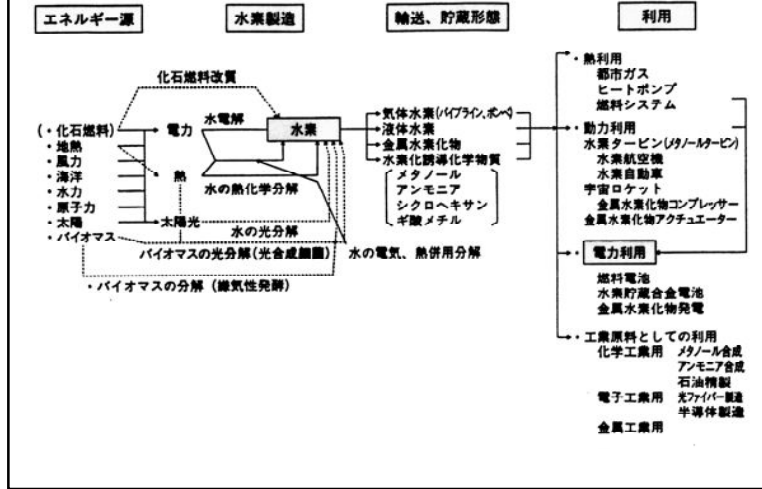 エネルギー源
水素製造
輸送、貯蔵形態
利用
化石燃料改質
(・化石燃料)
・地熱
・風力
・海洋
・水力
・原子力
・太陽
・バイオマス
電力
熱
太陽光
水電解
水素
水の熱化学分解
水の光分解
バイオマスの光分解(光合成細菌)
水の電気、熱併用分解
・バイオマスの分解(嫌気性発酵)
気体水素(パイプライン、ボンベ)
液体水素
金属水素化物
水素化誘導化学物質
メタノール
アンモニア
シクロヘキサン
ギ酸メチル
・熱利用
都市ガス
ヒートポンプ
燃料システム
・動力利用
水素タービン(メタノールタービン)
水素航空機
水素自動車
宇宙ロケット
金属水素化物コンプレッサー
金属水素化物アクチュエーター
・電力利用
燃料電池
水素貯蔵合金電池
金属水素化物発電
・工業原料としての利用
化学工業用 メタノール合成
アンモニア合成
石油精製
電子工業用 光ファイバー製造
半導体製造
金属工業用